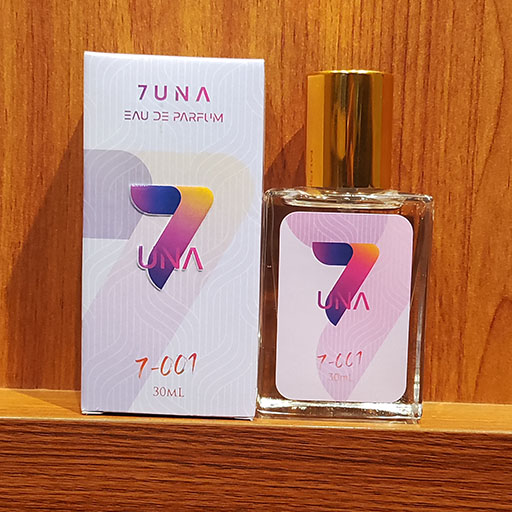 7UNA
EAU DE PARFUM
7
UNA
7-001
30mL
7
UNA
7-001
30mL